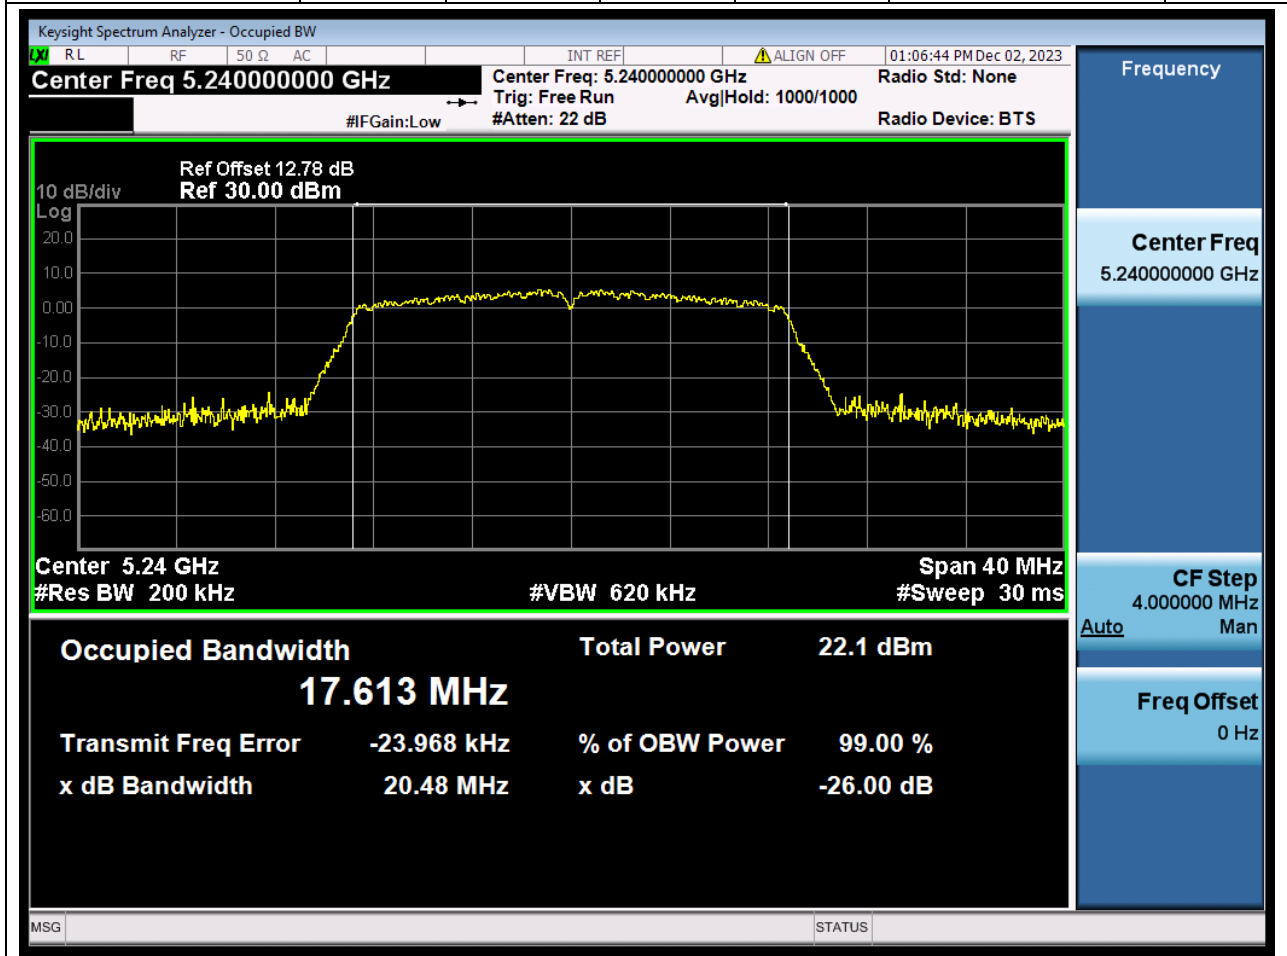 Keysight Spectrum Analyzer - Occupied BW
LXI RL RF 50 Ω AC INT REF ALIGN OFF 01:06:44 PM Dec 02, 2023
Center Freq 5.240000000 GHz
Center Freq: 5.240000000 GHz
Radio Std: None
Trig: Free Run Avg|Hold: 1000/1000
#IFGain:Low
#Atten: 22 dB
Radio Device: BTS
Ref Offset 12.78 dB
10 dB/div Ref 30.00 dBm
Log
20.0
10.0
0.00
-10.0
-20.0
-30.0
-40.0
-50.0
-60.0
Center 5.24 GHz Span 40 MHz
#Res BW 200 kHz #VBW 620 kHz #Sweep 30 ms
Occupied Bandwidth Total Power 22.1 dBm
17.613 MHz
Transmit Freq Error -23.968 kHz % of OBW Power 99.00 %
x dB Bandwidth 20.48 MHz x dB -26.00 dB
MSG STATUS
Frequency
Center Freq
5.240000000 GHz
CF Step
4.000000 MHz
Auto Man
Freq Offset
0 Hz